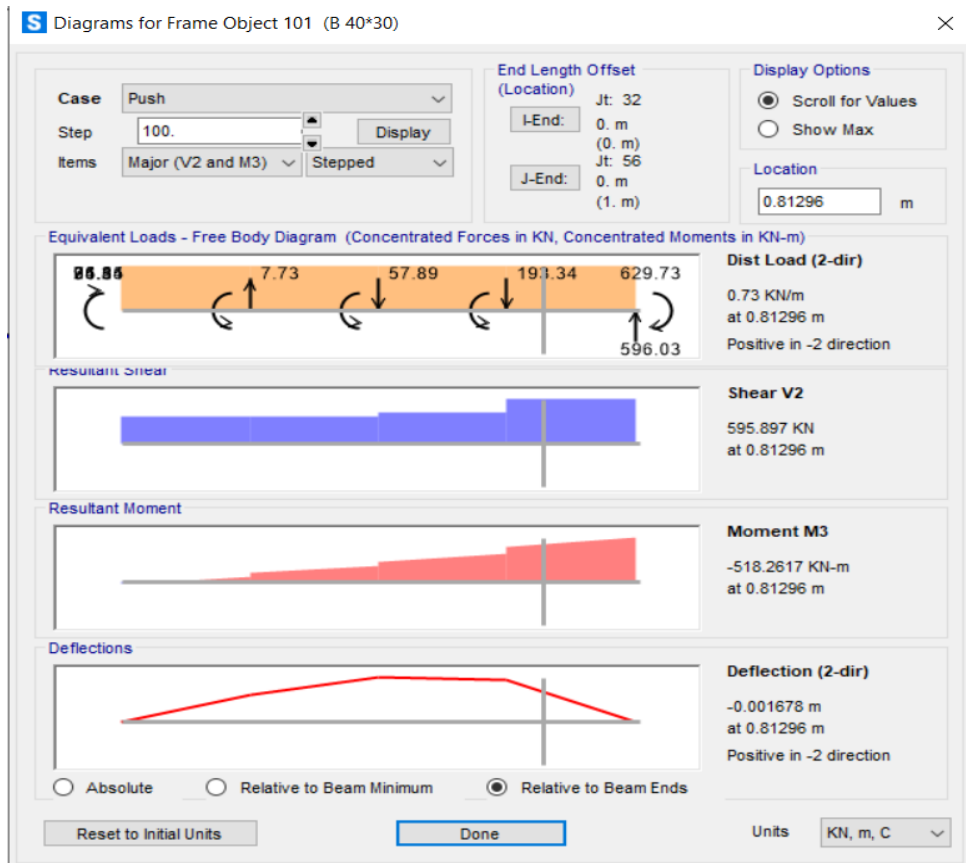 S Diagrams for Frame Object 101 (B 40*30)
Case Push
Step 100. Display
Items Major (V2 and M3) Stepped
End Length Offset
(Location)
Jt: 32
I-End: 0. m
(0. m)
Jt: 56
J-End: 0. m
(1. m)
Display Options
Scroll for Values
Show Max
Location
0.81296 m
Equivalent Loads - Free Body Diagram (Concentrated Forces in KN, Concentrated Moments in KN-m)
7.73 57.89 193.34 629.73
596.03
Dist Load (2-dir)
0.73 KN/m
at 0.81296 m
Positive in -2 direction
Resultant Shear
Shear V2
595.897 KN
at 0.81296 m
Resultant Moment
Moment M3
-518.2617 KN-m
at 0.81296 m
Deflections
Deflection (2-dir)
-0.001678 m
at 0.81296 m
Positive in -2 direction
Absolute Relative to Beam Minimum Relative to Beam Ends
Reset to Initial Units Done Units KN, m, C